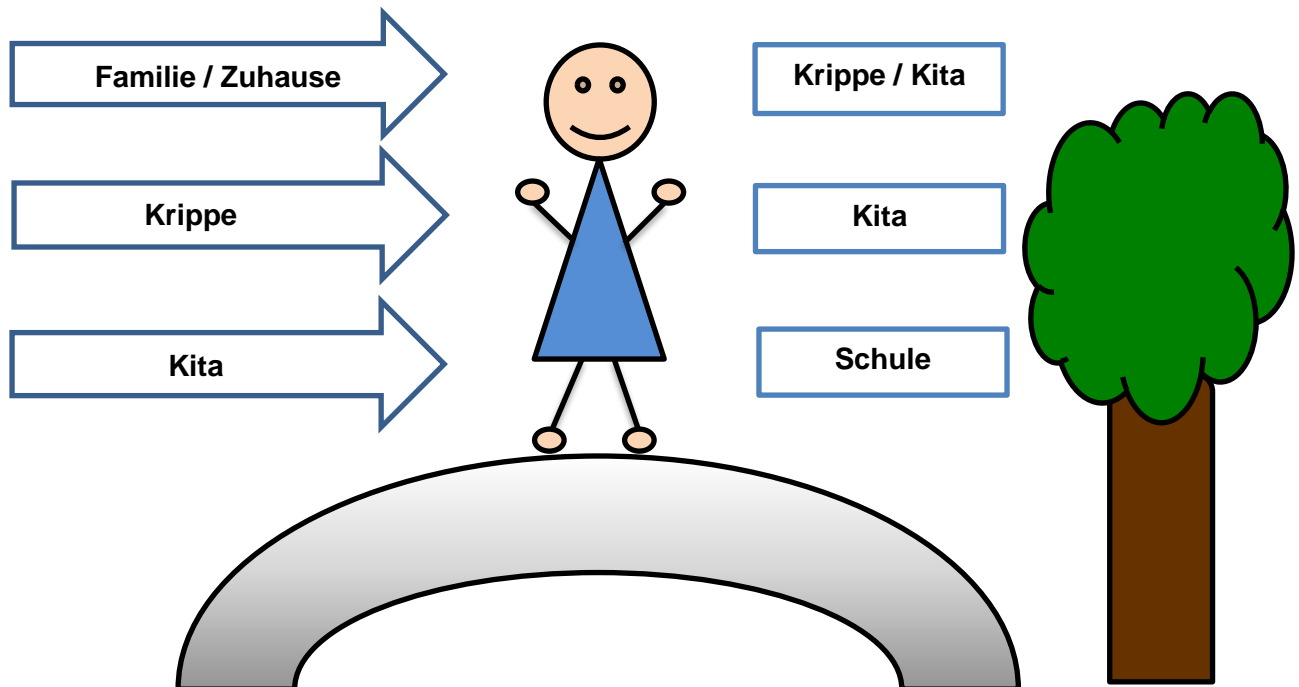 Familie / Zuhause
Krippe / Kita
Krippe
Kita
Kita
Schule